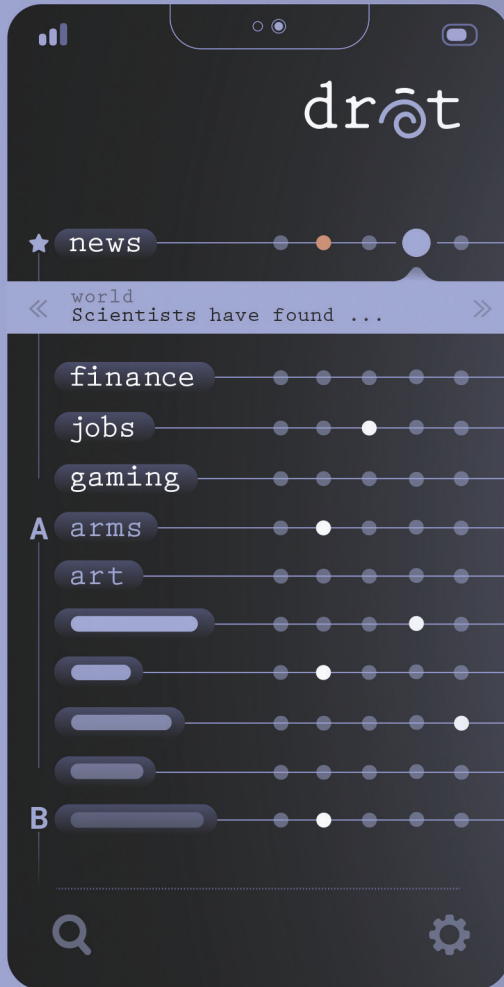 drōt
news
world
Scientists have found ...
finance
jobs
gaming
A
arms
art
B